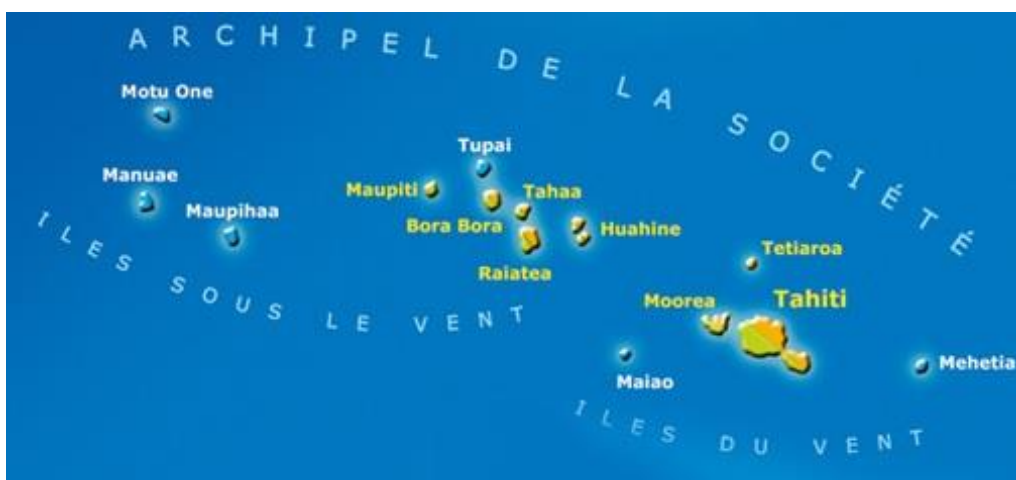 ARCHIPEL DE LA SOCIÉTÉ
Motu One
Tupai
Manuae
Maupiti
Tahaa
Maupihaa
Bora Bora
Huahine
Tetiaroa
Raiatea
ILES SOUS LE VENT
Moorea
Tahiti
Mehetia
Maiao
ILES DU VENT